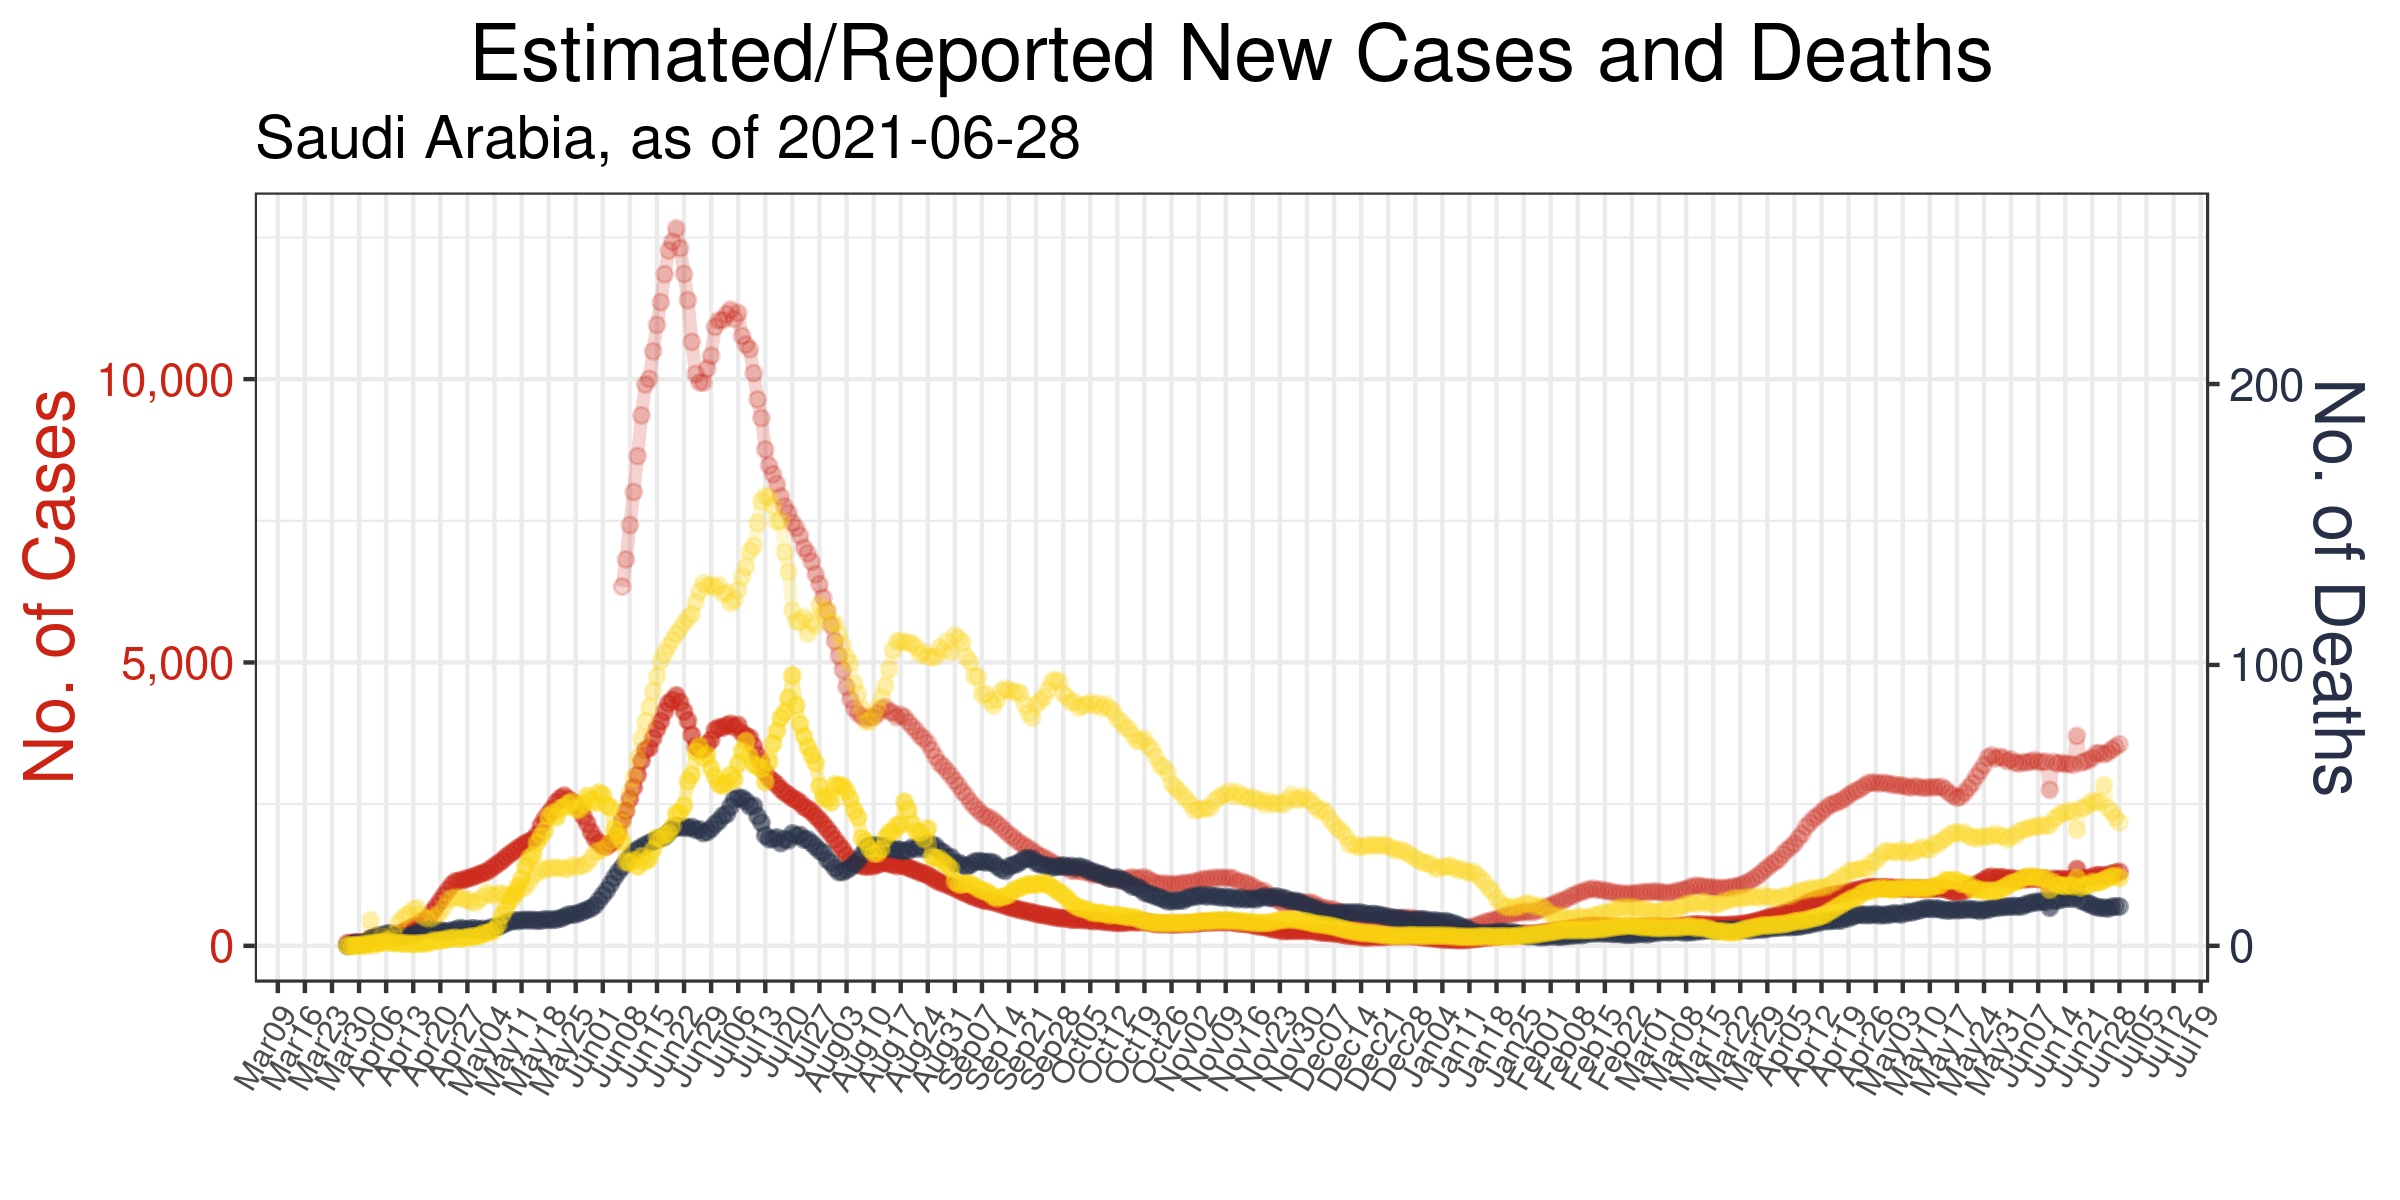 Estimated/Reported New Cases and Deaths
Saudi Arabia, as of 2021-06-28
No. of Cases
10,000
5,000
0
200
100
0
No. of Deaths
Mar09
Mar16
Mar23
Mar30
Apr06
Apr13
Apr20
Apr27
May04
May11
May18
May25
Jun01
Jun08
Jun15
Jun22
Jun29
Jul06
Jul13
Jul20
Jul27
Aug03
Aug10
Aug17
Aug24
Aug31
Sep07
Sep14
Sep21
Sep28
Oct05
Oct12
Oct19
Oct26
Nov02
Nov09
Nov16
Nov23
Nov30
Dec07
Dec14
Dec21
Dec28
Jan04
Jan11
Jan18
Jan25
Feb01
Feb08
Feb15
Feb22
Mar01
Mar08
Mar15
Mar22
Mar29
Apr05
Apr12
Apr19
Apr26
May03
May10
May17
May24
May31
Jun07
Jun14
Jun21
Jun28
Jul05
Jul12
Jul19